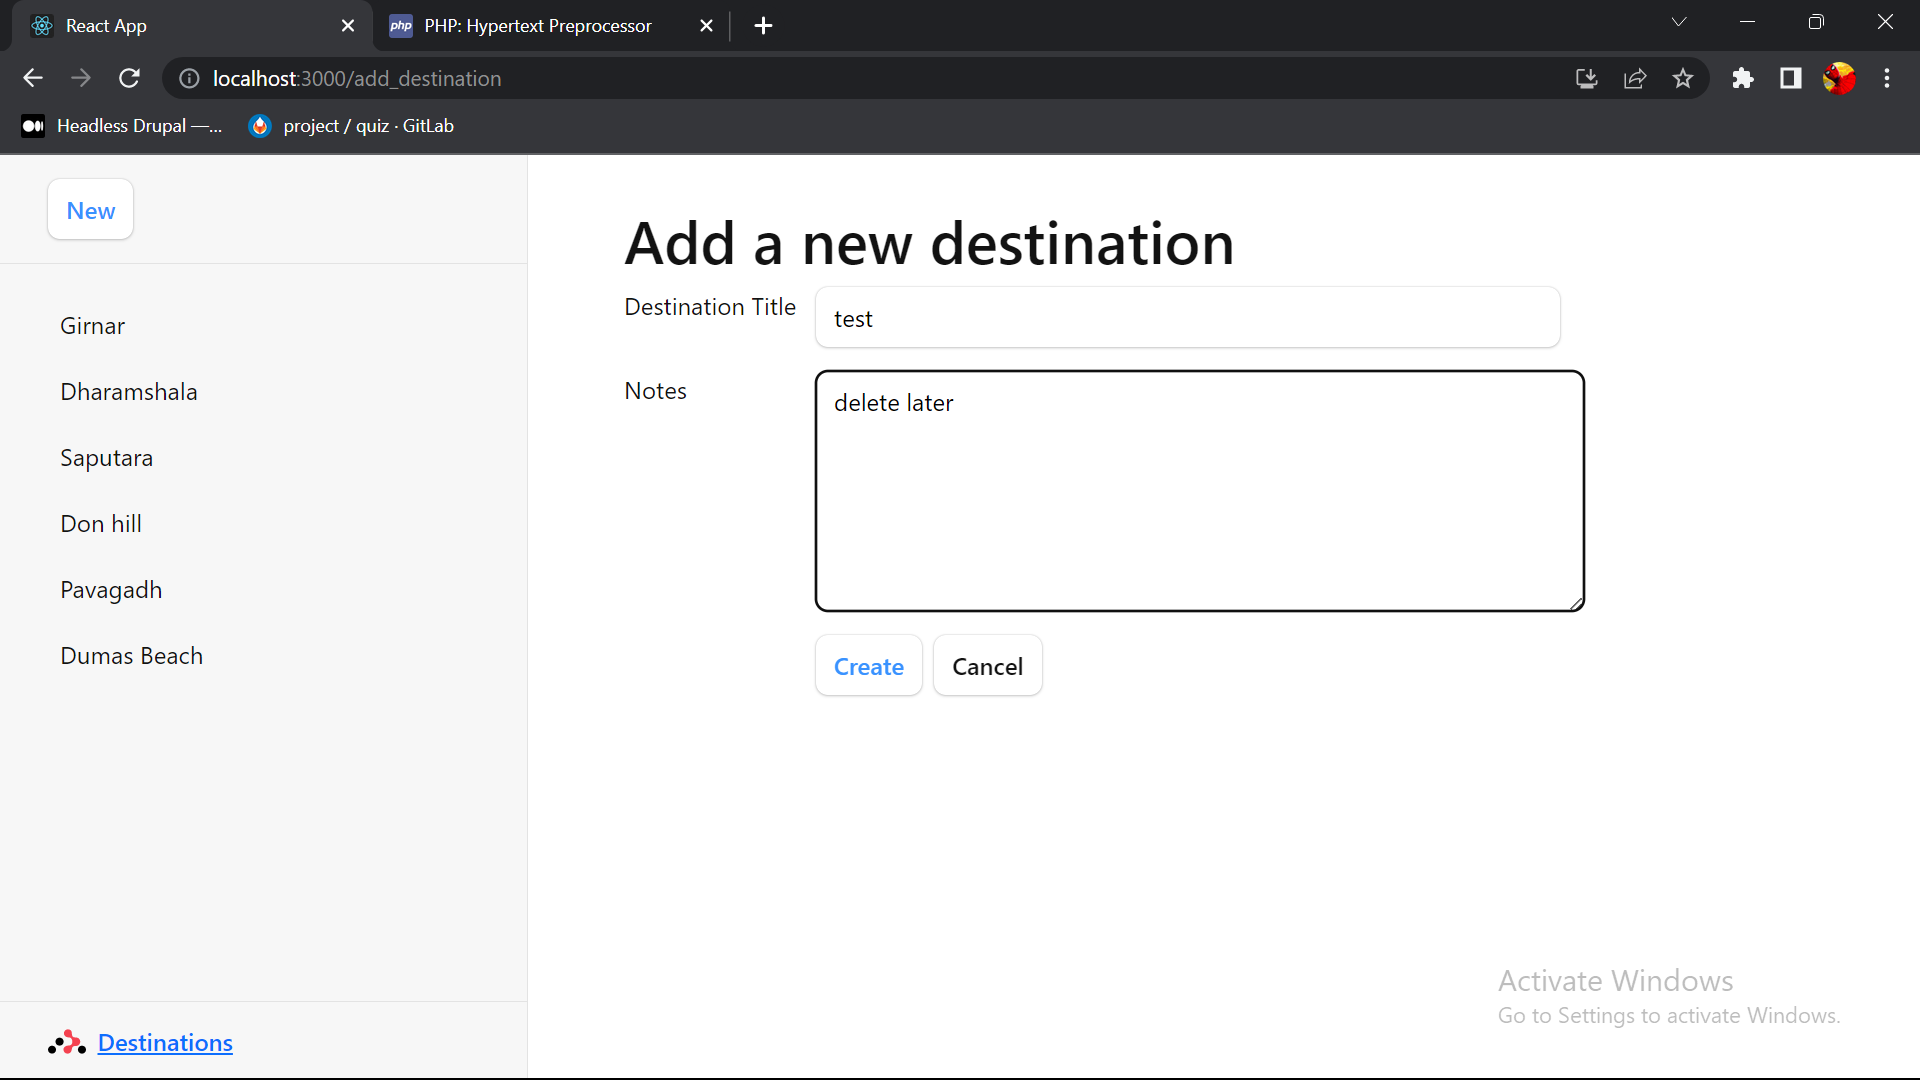 React App
php PHP: Hypertext Preprocessor
localhost:3000/add_destination
Headless Drupal —...
project / quiz · GitLab
New
Girnar
Dharamshala
Saputara
Don hill
Pavagadh
Dumas Beach
Destinations
Add a new destination
Destination Title
test
Notes
delete later
Create
Cancel
Activate Windows
Go to Settings to activate Windows.